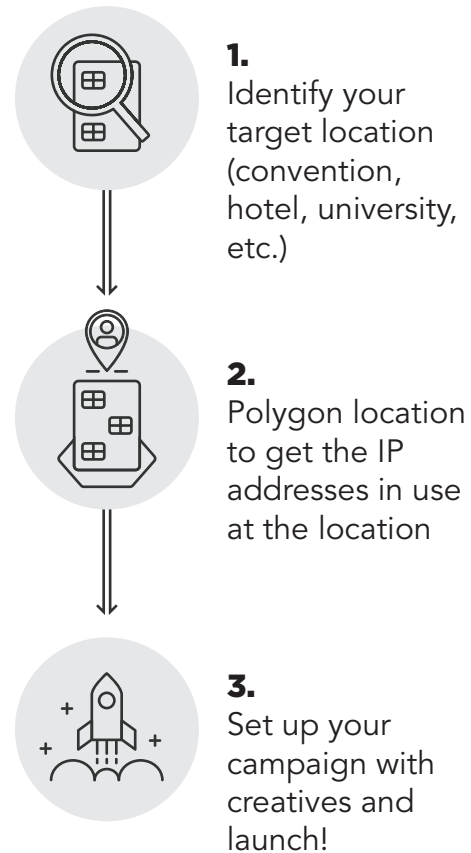 1.
Identify your
target location
(convention,
hotel, university,
etc.)
2.
Polygon location
to get the IP
addresses in use
at the location
3.
Set up your
campaign with
creatives and
launch!